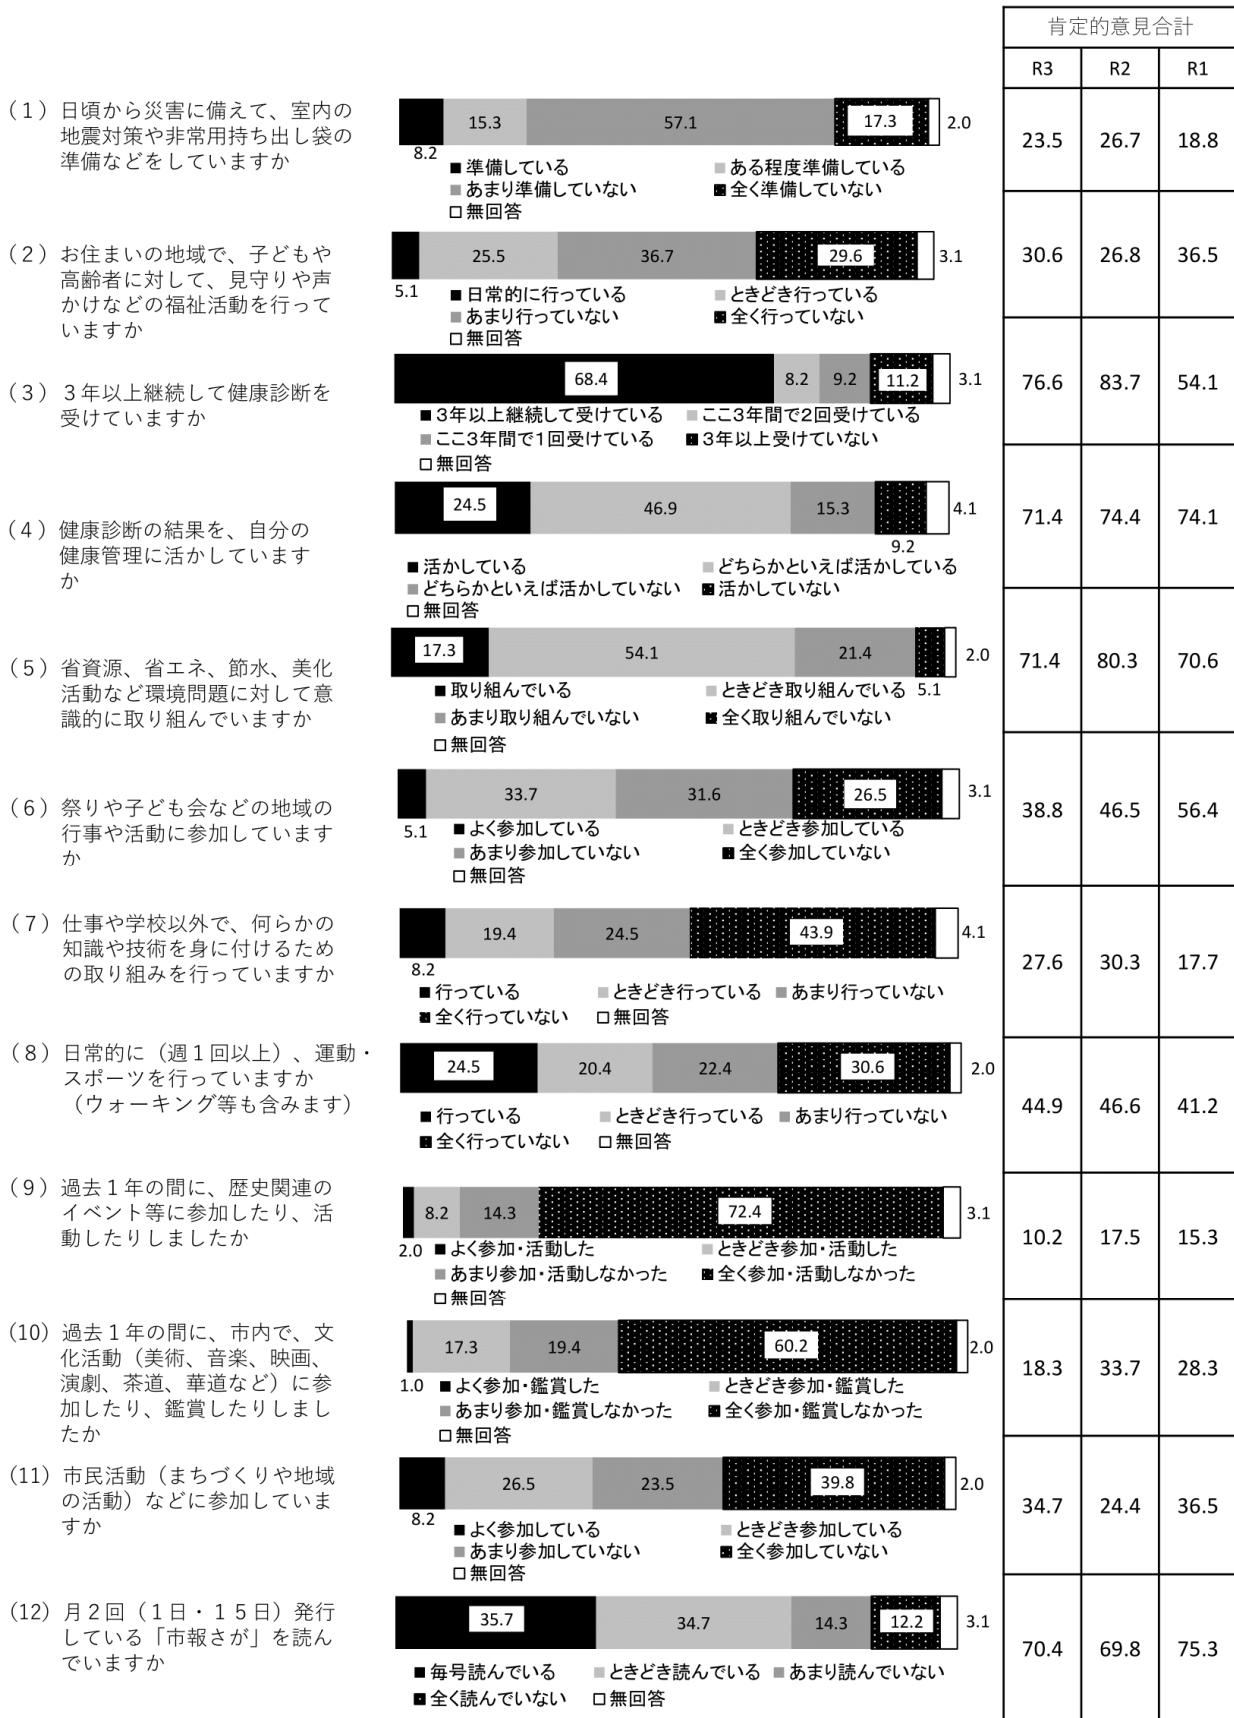 肯定的意見合計
R3 R2 R1
(1) 日頃から災害に備えて、室内の
地震対策や非常用持ち出し袋の
準備などをしていますか
15.3 57.1 17.3 2.0
8.2
23.5 26.7 18.8
■準備している ■ある程度準備している
■あまり準備していない ■全く準備していない
□無回答
(2) お住まいの地域で、子どもや
高齢者に対して、見守りや声
かけなどの福祉活動を行って
いますか
25.5 36.7 29.6 3.1
5.1
30.6 26.8 36.5
■日常的に行っている ■ときどき行っている
■あまり行っていない ■全く行っていない
□無回答
(3) 3年以上継続して健康診断を
受けていますか
68.4 8.2 9.2 11.2 3.1
76.6 83.7 54.1
■3年以上継続して受けている ■ここ3年間で2回受けている
■ここ3年間で1回受けている ■3年以上受けていない
□無回答
(4) 健康診断の結果を、自分の
健康管理に活かしています
か
24.5 46.9 15.3 4.1
9.2
71.4 74.4 74.1
■活かしている ■どちらかといえば活かしている
■どちらかといえば活かしていない ■活かしていない
□無回答
(5) 省資源、省エネ、節水、美化
活動など環境問題に対して意
識的に取り組んでいますか
17.3 54.1 21.4 2.0
5.1
71.4 80.3 70.6
■取り組んでいる ■ときどき取り組んでいる
■あまり取り組んでいない ■全く取り組んでいない
□無回答
(6) 祭りや子ども会などの地域の
行事や活動に参加しています
か
33.7 31.6 26.5 3.1
5.1
38.8 46.5 56.4
■よく参加している ■ときどき参加している
■あまり参加していない ■全く参加していない
□無回答
(7) 仕事や学校以外で、何らかの
知識や技術を身に付けるため
の取り組みを行っていますか
19.4 24.5 43.9 4.1
8.2
27.6 30.3 17.7
■行っている ■ときどき行っている ■あまり行っていない
■全く行っていない □無回答
(8) 日常的に(週1回以上)、運動・
スポーツを行っていますか
(ウォーキング等も含みます)
24.5 20.4 22.4 30.6 2.0
44.9 46.6 41.2
■行っている ■ときどき行っている ■あまり行っていない
■全く行っていない □無回答
(9) 過去1年の間に、歴史関連の
イベント等に参加したり、活
動したりしましたか
8.2 14.3 72.4 3.1
2.0
10.2 17.5 15.3
■よく参加・活動した ■ときどき参加・活動した
■あまり参加・活動しなかった ■全く参加・活動しなかった
□無回答
(10) 過去1年の間に、市内で、文
化活動(美術、音楽、映画、
演劇、茶道、華道など)に参
加したり、鑑賞したりしまし
たか
17.3 19.4 60.2 2.0
1.0
18.3 33.7 28.3
■よく参加・鑑賞した ■ときどき参加・鑑賞した
■あまり参加・鑑賞しなかった ■全く参加・鑑賞しなかった
□無回答
(11) 市民活動(まちづくりや地域
の活動)などに参加していま
すか
26.5 23.5 39.8 2.0
8.2
34.7 24.4 36.5
■よく参加している ■ときどき参加している
■あまり参加していない ■全く参加していない
□無回答
(12) 月2回(1日・15日)発行
している「市報さが」を読ん
でいますか
35.7 34.7 14.3 12.2 3.1
70.4 69.8 75.3
■毎号読んでいる ■ときどき読んでいる ■あまり読んでいない
■全く読んでいない □無回答